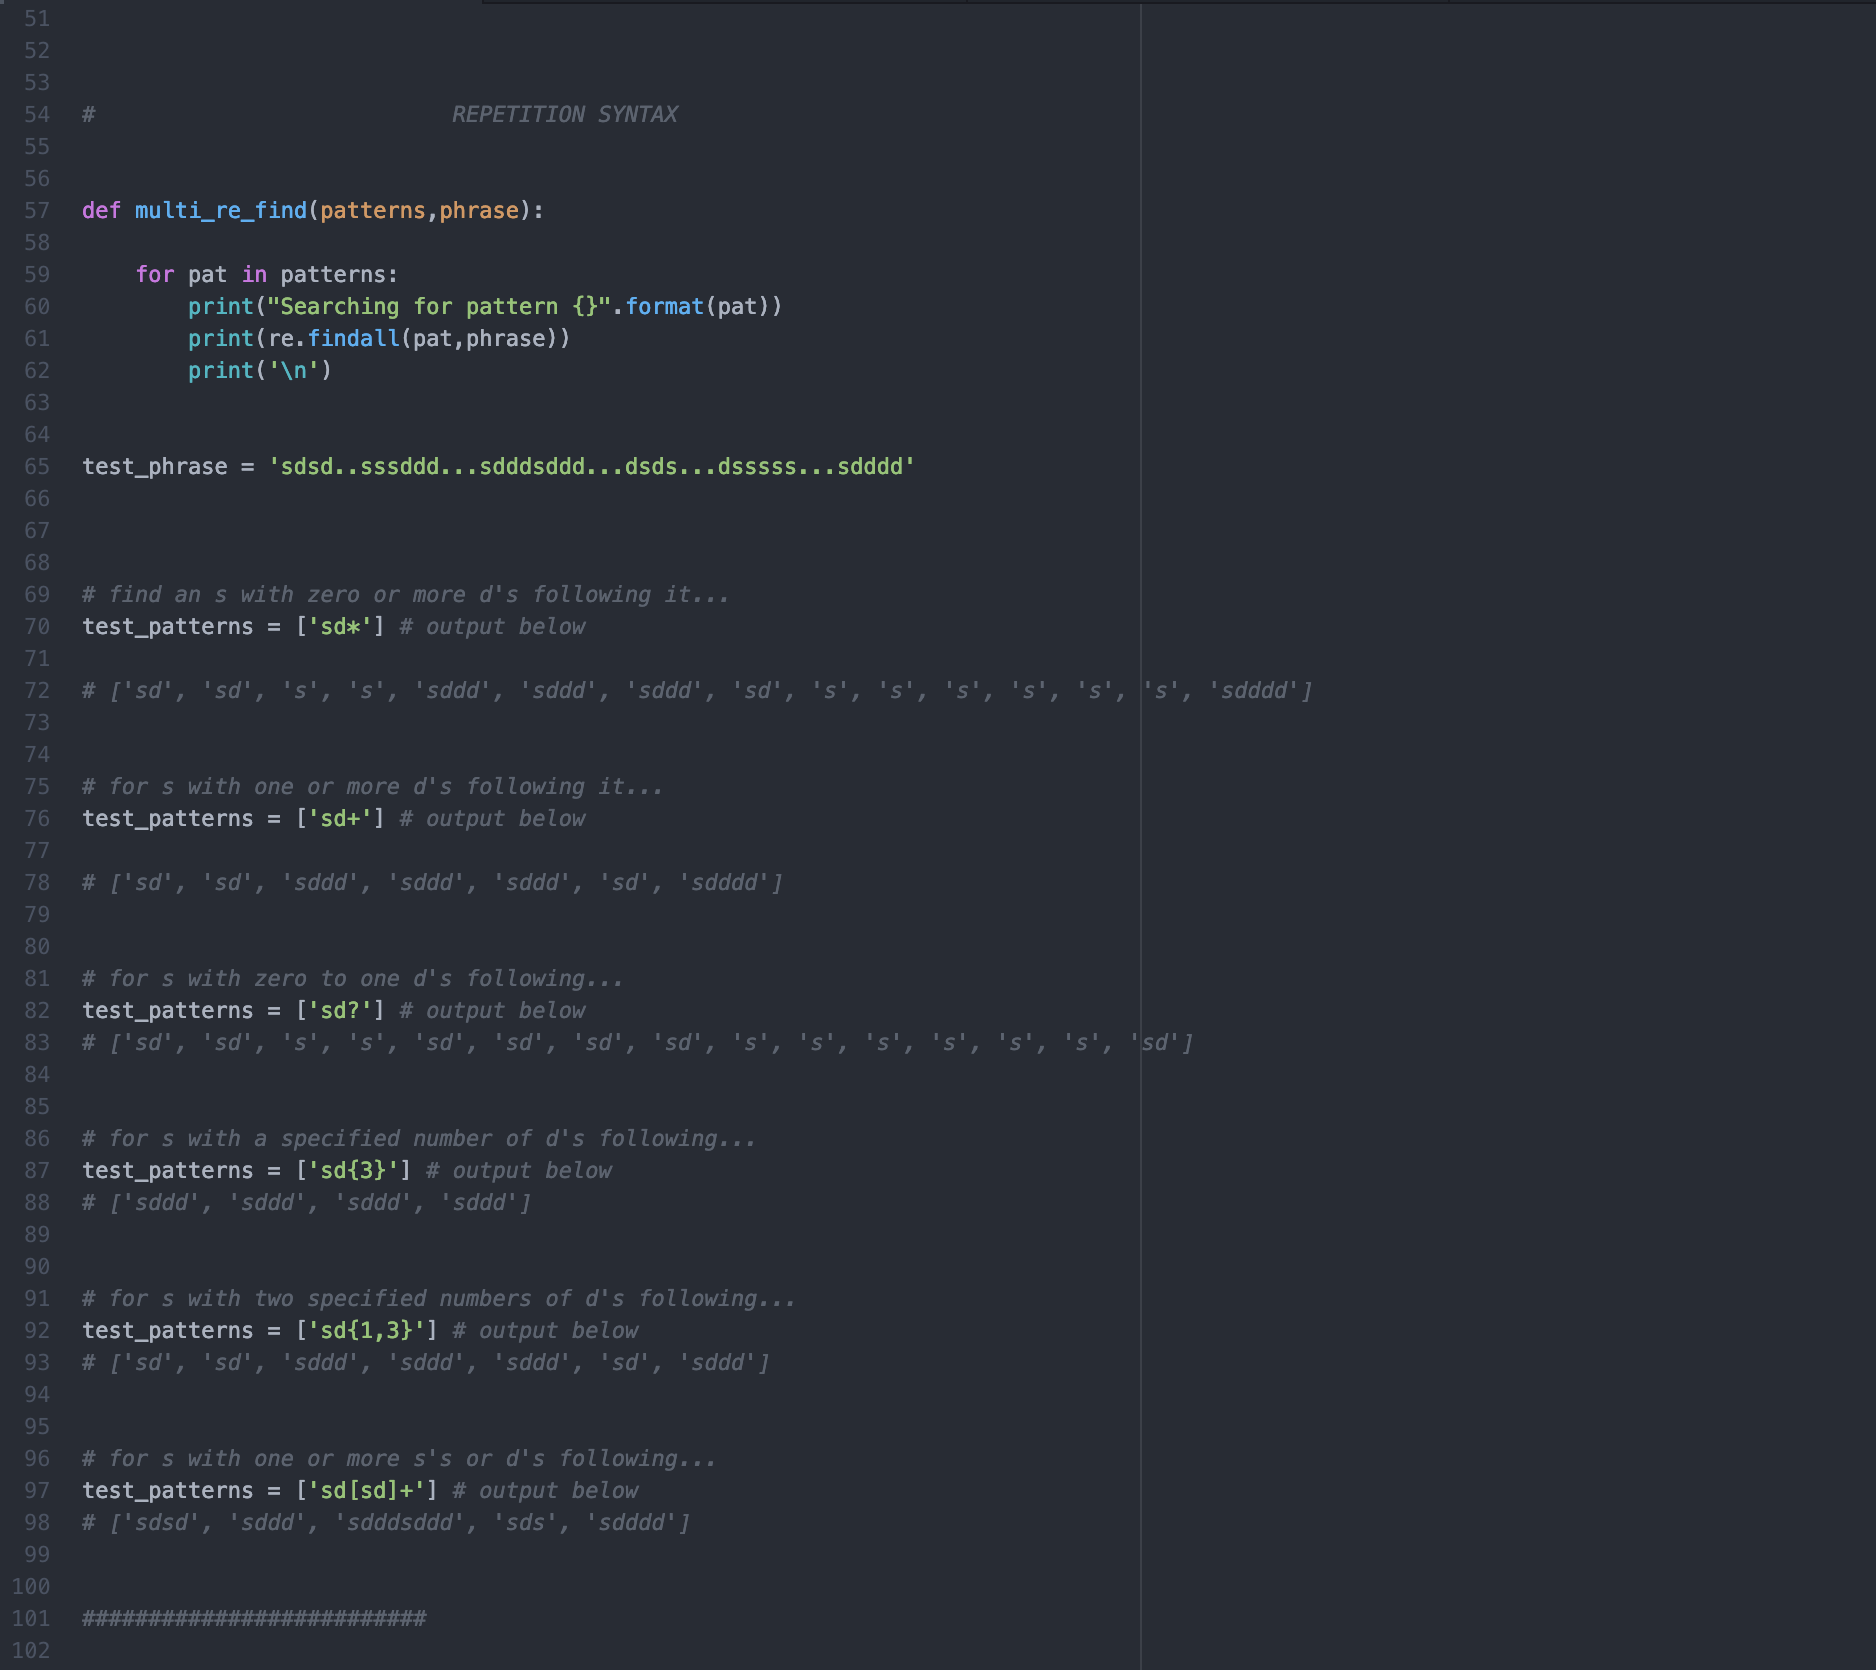 51
52
53
54 # REPETITION SYNTAX
55
56
57 def multi_re_find(patterns,phrase):
58
59     for pat in patterns:
60         print("Searching for pattern {}".format(pat))
61         print(re.findall(pat,phrase))
62         print('\n')
63
64
65 test_phrase = 'sdsd..sssddd...sdddsddd...dsds...dsssss...sdddd'
66
67
68
69 # find an s with zero or more d's following it...
70 test_patterns = ['sd*'] # output below
71
72 # ['sd', 'sd', 's', 's', 'sddd', 'sddd', 'sddd', 'sd', 's', 's', 's', 's', 's', 's', 'sdddd']
73
74
75 # for s with one or more d's following it...
76 test_patterns = ['sd+'] # output below
77
78 # ['sd', 'sd', 'sddd', 'sddd', 'sddd', 'sd', 'sdddd']
79
80
81 # for s with zero to one d's following...
82 test_patterns = ['sd?'] # output below
83 # ['sd', 'sd', 's', 's', 'sd', 'sd', 'sd', 'sd', 's', 's', 's', 's', 's', 's', 'sd']
84
85
86 # for s with a specified number of d's following...
87 test_patterns = ['sd{3}'] # output below
88 # ['sddd', 'sddd', 'sddd', 'sddd']
89
90
91 # for s with two specified numbers of d's following...
92 test_patterns = ['sd{1,3}'] # output below
93 # ['sd', 'sd', 'sddd', 'sddd', 'sddd', 'sd', 'sddd']
94
95
96 # for s with one or more s's or d's following...
97 test_patterns = ['sd[sd]+'] # output below
98 # ['sdsd', 'sddd', 'sdddsddd', 'sds', 'sdddd']
99
100
101 ##########################
102